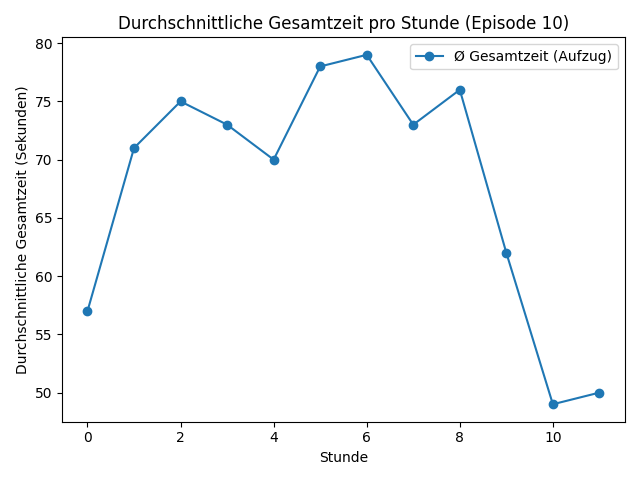 Durchschnittliche Gesamtzeit pro Stunde (Episode 10)
Ø Gesamtzeit (Aufzug)
Durchschnittliche Gesamtzeit (Sekunden)
80
75
70
65
60
55
50
0 2 4 6 8 10
Stunde